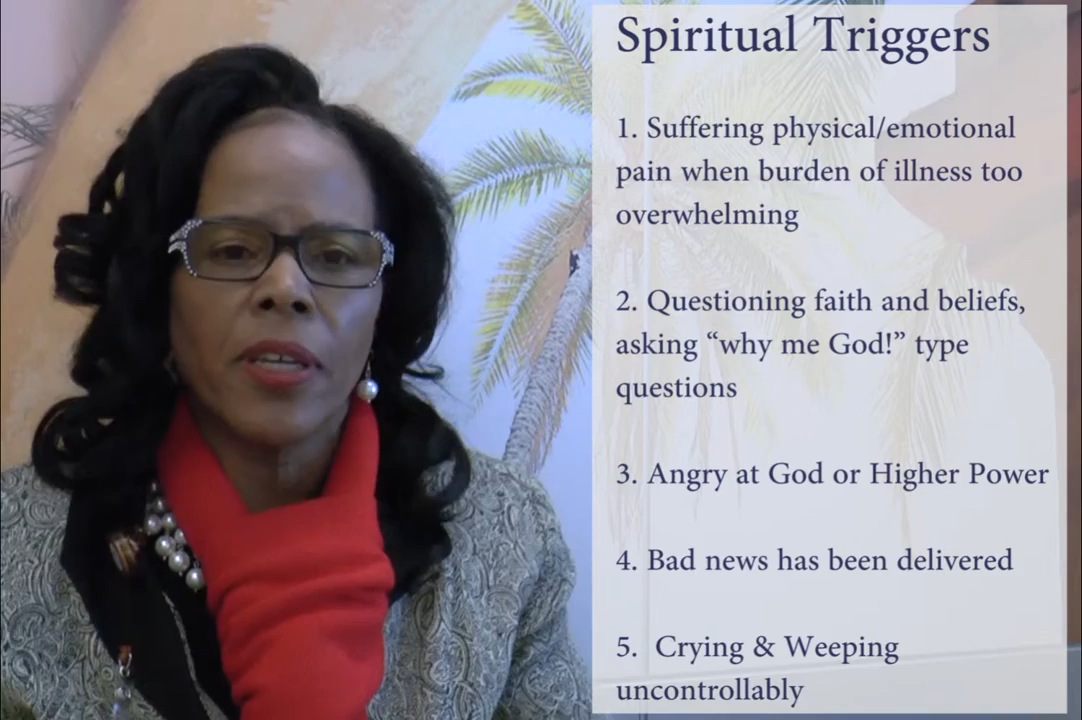 Spiritual Triggers
1. Suffering physical/emotional
pain when burden of illness too
overwhelming
2. Questioning faith and beliefs,
asking “why me God!” type
questions
3. Angry at God or Higher Power
4. Bad news has been delivered
5. Crying & Weeping
uncontrollably